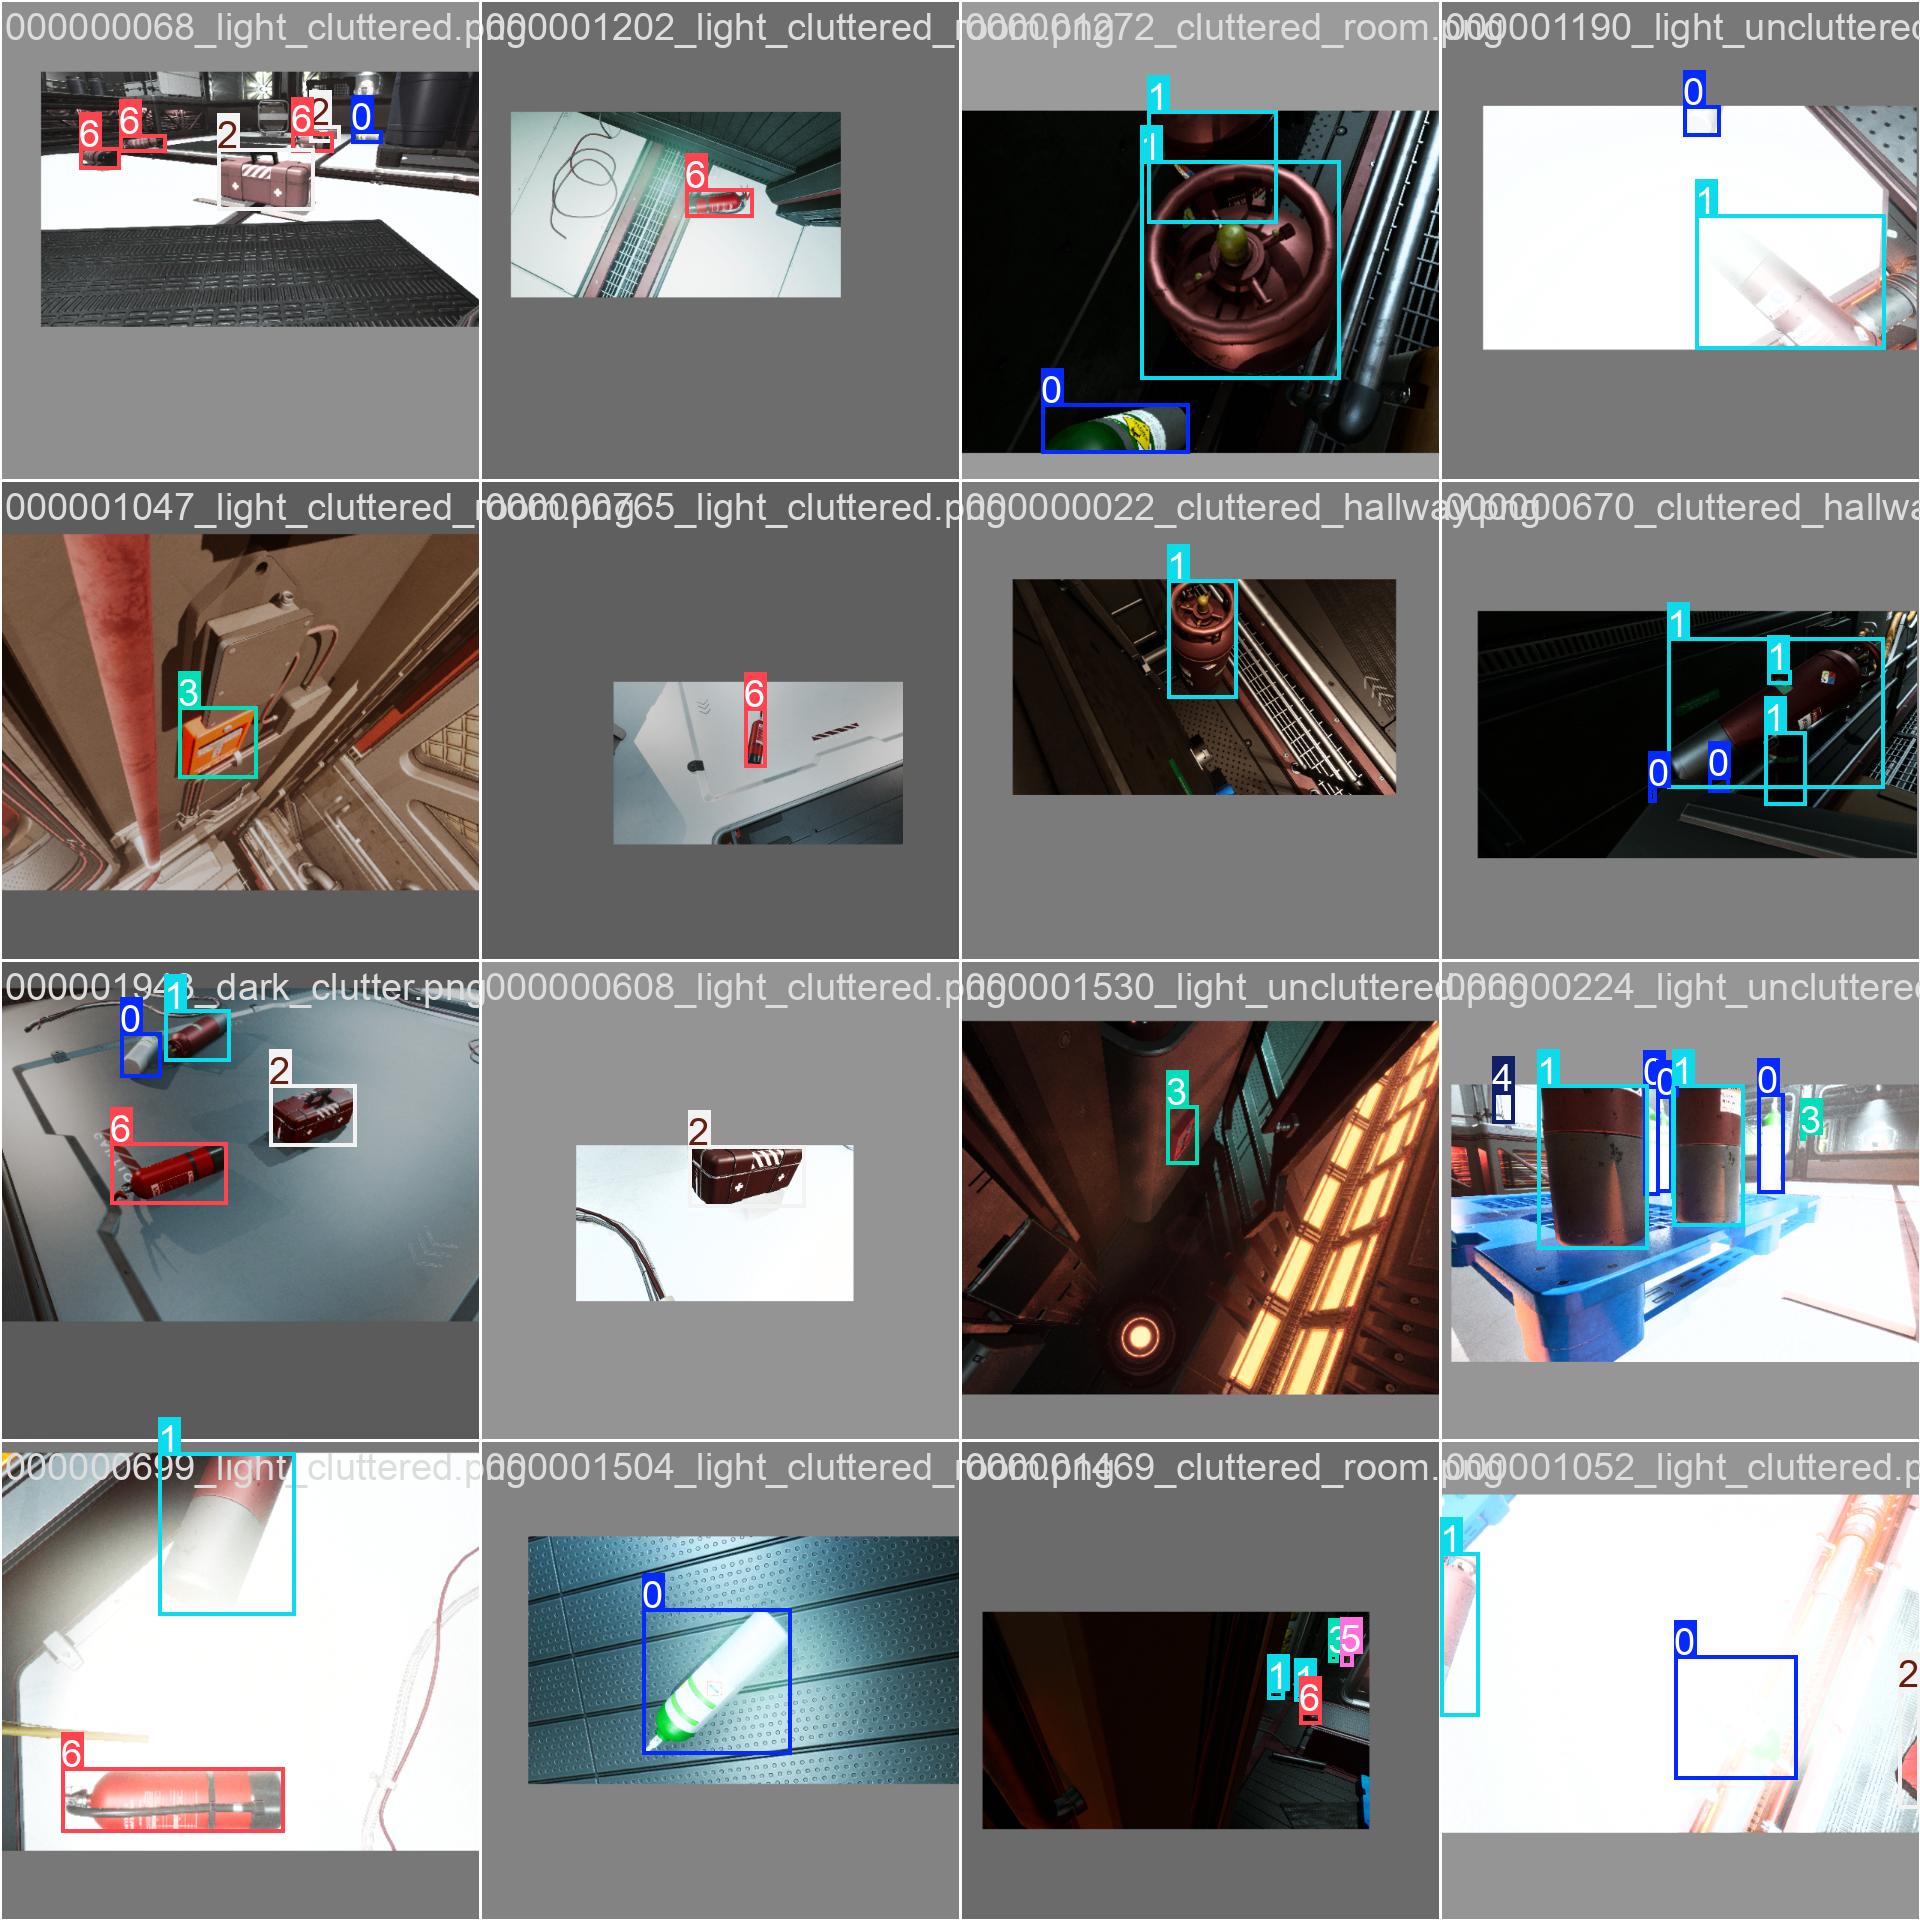 000000068_light_cluttered.png
000001202_light_cluttered_room.png
000001272_cluttered_room.png
000001190_light_uncluttered
6
6
2
6
2
0
6
1
1
0
0
1
000001047_light_cluttered_room.png
000000765_light_cluttered.png
000000022_cluttered_hallway.png
000000670_cluttered_hallwa
3
6
1
1
1
1
0
0
000001943_dark_clutter.png
000000608_light_cluttered.png
000001530_light_uncluttered.png
000000224_light_uncluttered
0
1
2
6
2
3
4
1
0
0
1
0
3
000000699_light_cluttered.png
000001504_light_cluttered_room.png
000001469_cluttered_room.png
000001052_light_cluttered.p
1
6
0
3
5
1
1
6
1
0
2